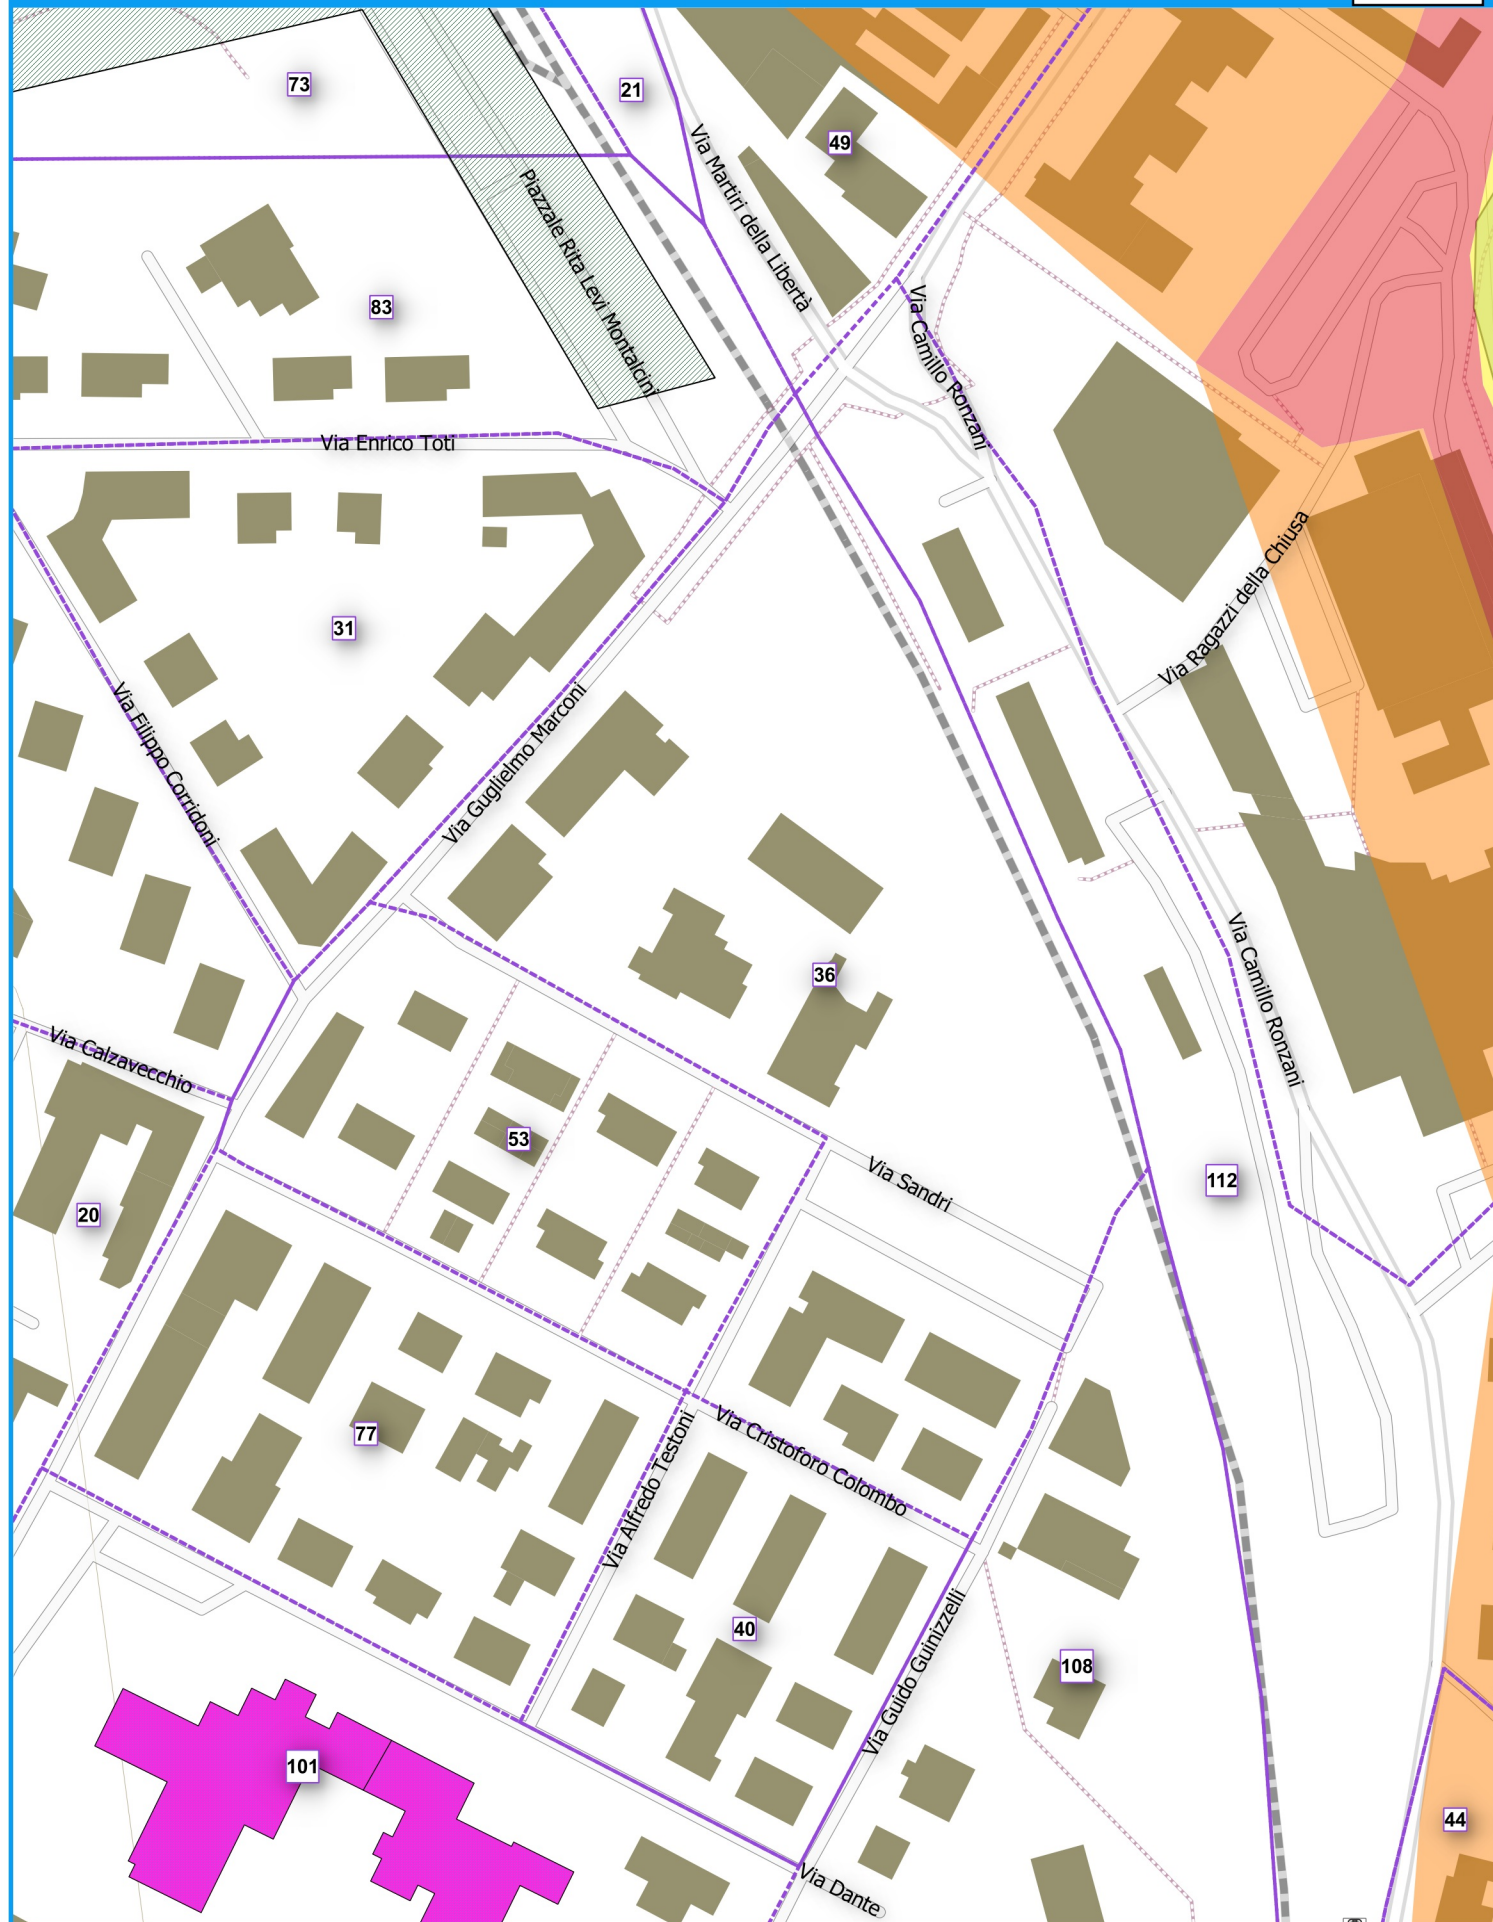 73
21
49
Via Martiri della Libertà
Piazzale Rita Levi Montalcini
83
Via Camillo Ronzani
Via Enrico Toti
Via Ragazzi della Chiusa
31
Via Filippo Corridoni
Via Guglielmo Marconi
36
Via Camillo Ronzani
Via Calzavecchio
53
Via Sandri
112
20
77
Via Cristoforo Colombo
Via Alfredo Testoni
40
Via Guido Guinizzelli
108
101
44
Via Dante